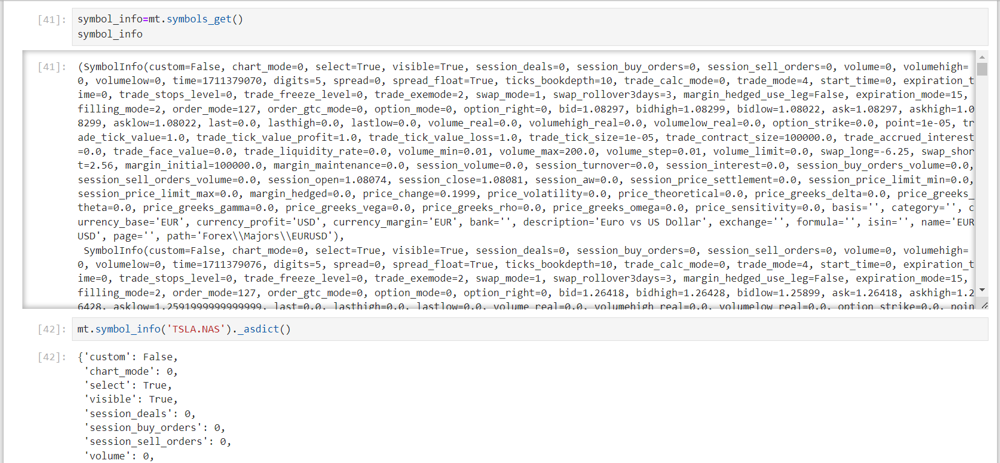 [41]: symbol_info=mt.symbols_get()
symbol_info
[41]: (SymbolInfo(custom=False, chart_mode=0, select=True, visible=True, session_deals=0, session_buy_orders=0, session_sell_orders=0, volume=0, volumehigh=
0, volumelow=0, time=1711379070, digits=5, spread=0, spread_float=True, ticks_bookdepth=10, trade_calc_mode=0, trade_mode=4, start_time=0, expiration_t
ime=0, trade_stops_level=0, trade_freeze_level=0, trade_exemode=2, swap_mode=1, swap_rollover3days=3, margin_hedged_use_leg=False, expiration_mode=15,
filling_mode=2, order_mode=127, order_gtc_mode=0, option_mode=0, option_right=0, bid=1.08297, bidhigh=1.08299, bidlow=1.08022, ask=1.08297, askhigh=1.0
8299, asklow=1.08022, last=0.0, lasthigh=0.0, lastlow=0.0, volume_real=0.0, volumehigh_real=0.0, volumelow_real=0.0, option_strike=0.0, point=1e-05, tr
ade_tick_value=1.0, trade_tick_value_profit=1.0, trade_tick_value_loss=1.0, trade_tick_size=1e-05, trade_contract_size=100000.0, trade_accrued_interest
=0.0, trade_face_value=0.0, trade_liquidity_rate=0.0, volume_min=0.01, volume_max=200.0, volume_step=0.01, volume_limit=0.0, swap_long=-6.25, swap_shor
t=2.56, margin_initial=100000.0, margin_maintenance=0.0, session_volume=0.0, session_turnover=0.0, session_interest=0.0, session_buy_orders_volume=0.0,
session_sell_orders_volume=0.0, session_open=1.08074, session_close=1.08081, session_aw=0.0, session_price_settlement=0.0, session_price_limit_min=0.0,
session_price_limit_max=0.0, margin_hedged=0.0, price_change=0.1999, price_volatility=0.0, price_theoretical=0.0, price_greeks_delta=0.0, price_greeks_
theta=0.0, price_greeks_gamma=0.0, price_greeks_vega=0.0, price_greeks_rho=0.0, price_greeks_omega=0.0, price_sensitivity=0.0, basis='', category='', c
urrency_base='EUR', currency_profit='USD', currency_margin='EUR', bank='', description='Euro vs US Dollar', exchange='', formula='', isin='', name='EUR
USD', page='', path='Forex\\Majors\\EURUSD'),
SymbolInfo(custom=False, chart_mode=0, select=True, visible=True, session_deals=0, session_buy_orders=0, session_sell_orders=0, volume=0, volumehigh=
0, volumelow=0, time=1711379076, digits=5, spread=0, spread_float=True, ticks_bookdepth=10, trade_calc_mode=0, trade_mode=4, start_time=0, expiration_t
ime=0, trade_stops_level=0, trade_freeze_level=0, trade_exemode=2, swap_mode=1, swap_rollover3days=3, margin_hedged_use_leg=False, expiration_mode=15,
filling_mode=2, order_mode=127, order_gtc_mode=0, option_mode=0, option_right=0, bid=1.26418, bidhigh=1.26428, bidlow=1.25899, ask=1.26418, askhigh=1.2
6428, asklow=1.2591999999999999, last=0.0, lasthigh=0.0, lastlow=0.0, volume_real=0.0, volumehigh_real=0.0, volumelow_real=0.0, option_strike=0.0, poin
[42]: mt.symbol_info('TSLA.NAS')._asdict()
[42]: {'custom': False,
'chart_mode': 0,
'select': True,
'visible': True,
'session_deals': 0,
'session_buy_orders': 0,
'session_sell_orders': 0,
'volume': 0,